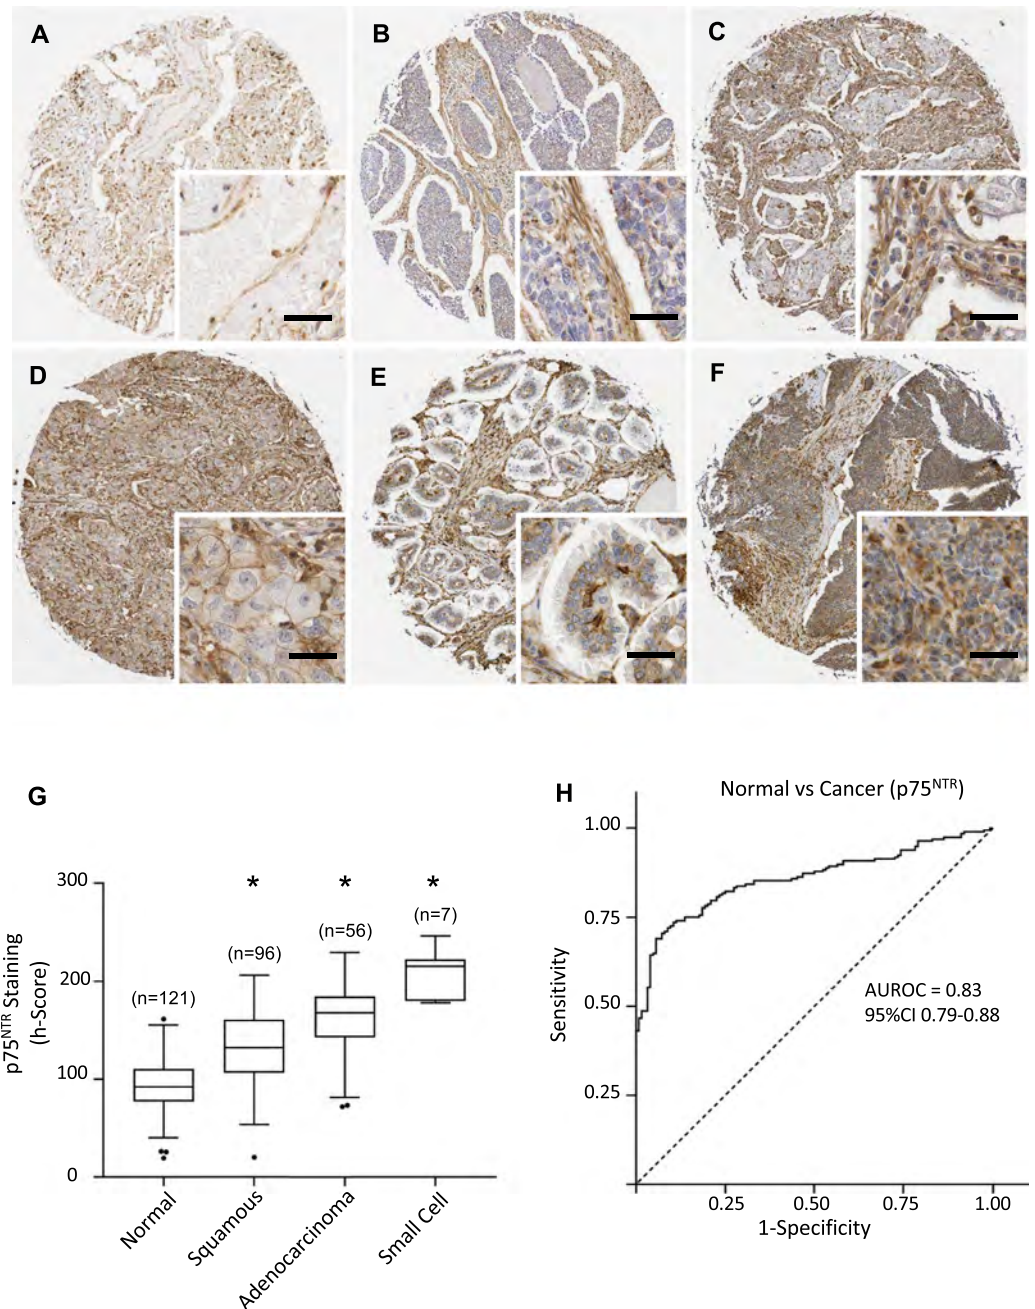 A
B
C
D
E
F
G
H
Normal vs Cancer (p75NTR)
1.00
0.75
0.50
0.25
Sensitivity
AUROC = 0.83
95%CI 0.79-0.88
0.25
0.50
0.75
1.00
1-Specificity
300
200
100
0
p75NTR Staining
(h-Score)
*
*
*
(n=121)
(n=96)
(n=56)
(n=7)
Normal
Squamous
Adenocarcinoma
Small Cell